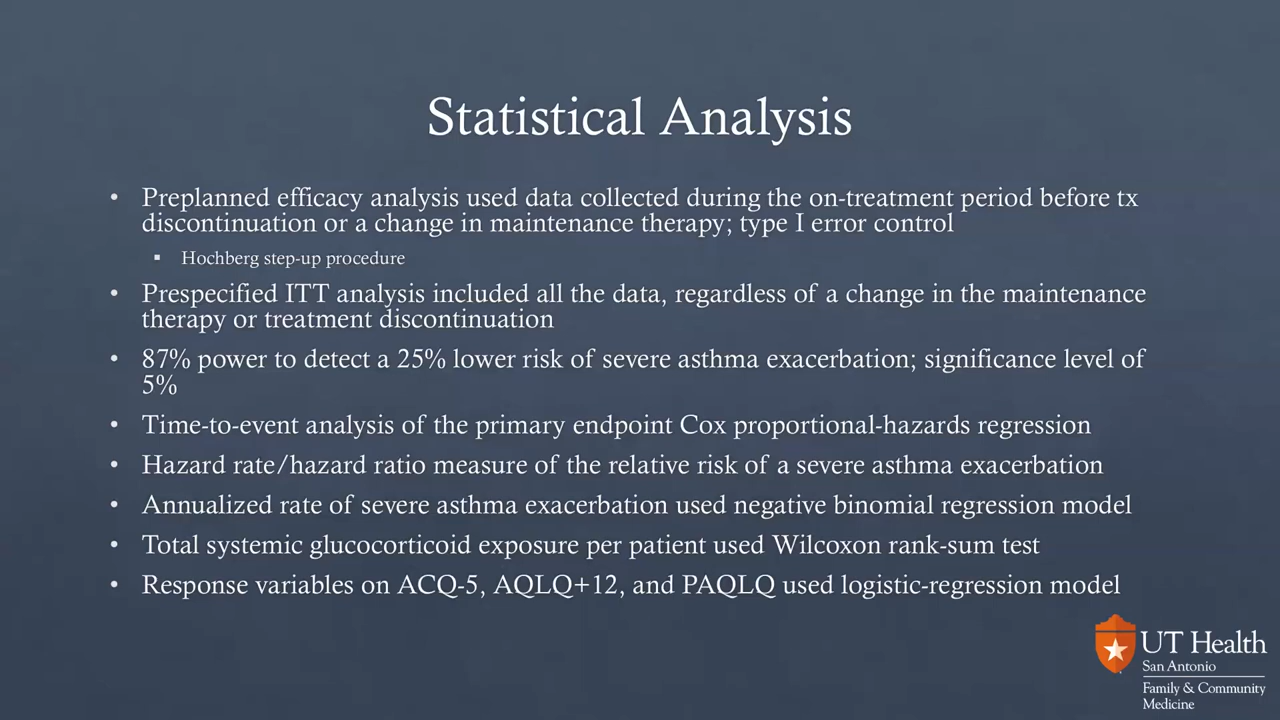 Statistical Analysis
• Preplanned efficacy analysis used data collected during the on-treatment period before tx
discontinuation or a change in maintenance therapy; type I error control
▪ Hochberg step-up procedure
• Prespecified ITT analysis included all the data, regardless of a change in the maintenance
therapy or treatment discontinuation
• 87% power to detect a 25% lower risk of severe asthma exacerbation; significance level of
5%
• Time-to-event analysis of the primary endpoint Cox proportional-hazards regression
• Hazard rate/hazard ratio measure of the relative risk of a severe asthma exacerbation
• Annualized rate of severe asthma exacerbation used negative binomial regression model
• Total systemic glucocorticoid exposure per patient used Wilcoxon rank-sum test
• Response variables on ACQ-5, AQLQ+12, and PAQLQ used logistic-regression model
UT Health
San Antonio
Family & Community
Medicine